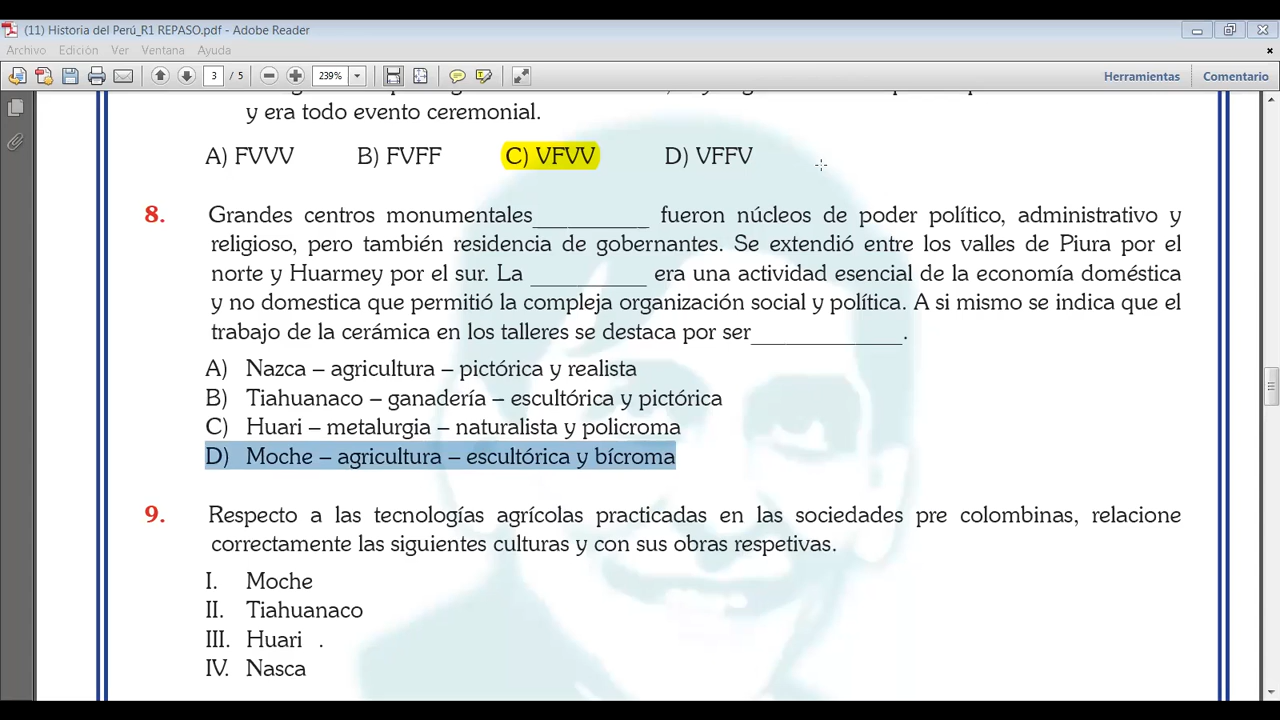 (11) Historia del Perú_R1 REPASO.pdf - Adobe Reader
Archivo Edición Ver Ventana Ayuda
3 / 5 239% Herramientas Comentario
y era todo evento ceremonial.
A) FVVV B) FVFF C) VFVV D) VFFV
8. Grandes centros monumentales__________ fueron núcleos de poder político, administrativo y
religioso, pero también residencia de gobernantes. Se extendió entre los valles de Piura por el
norte y Huarmey por el sur. La __________ era una actividad esencial de la economía doméstica
y no domestica que permitió la compleja organización social y política. A si mismo se indica que el
trabajo de la cerámica en los talleres se destaca por ser_____________.
A) Nazca – agricultura – pictórica y realista
B) Tiahuanaco – ganadería – escultórica y pictórica
C) Huari – metalurgia – naturalista y policroma
D) Moche – agricultura – escultórica y bícroma
9. Respecto a las tecnologías agrícolas practicadas en las sociedades pre colombinas, relacione
correctamente las siguientes culturas y con sus obras respetivas.
I. Moche
II. Tiahuanaco
III. Huari .
IV. Nasca